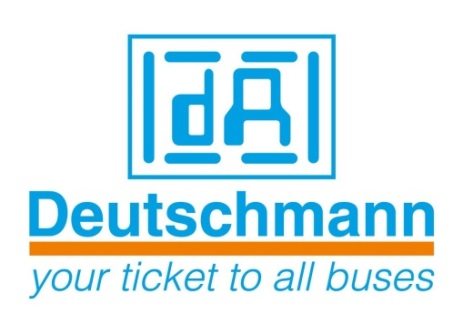 dA
Deutschmann
your ticket to all buses